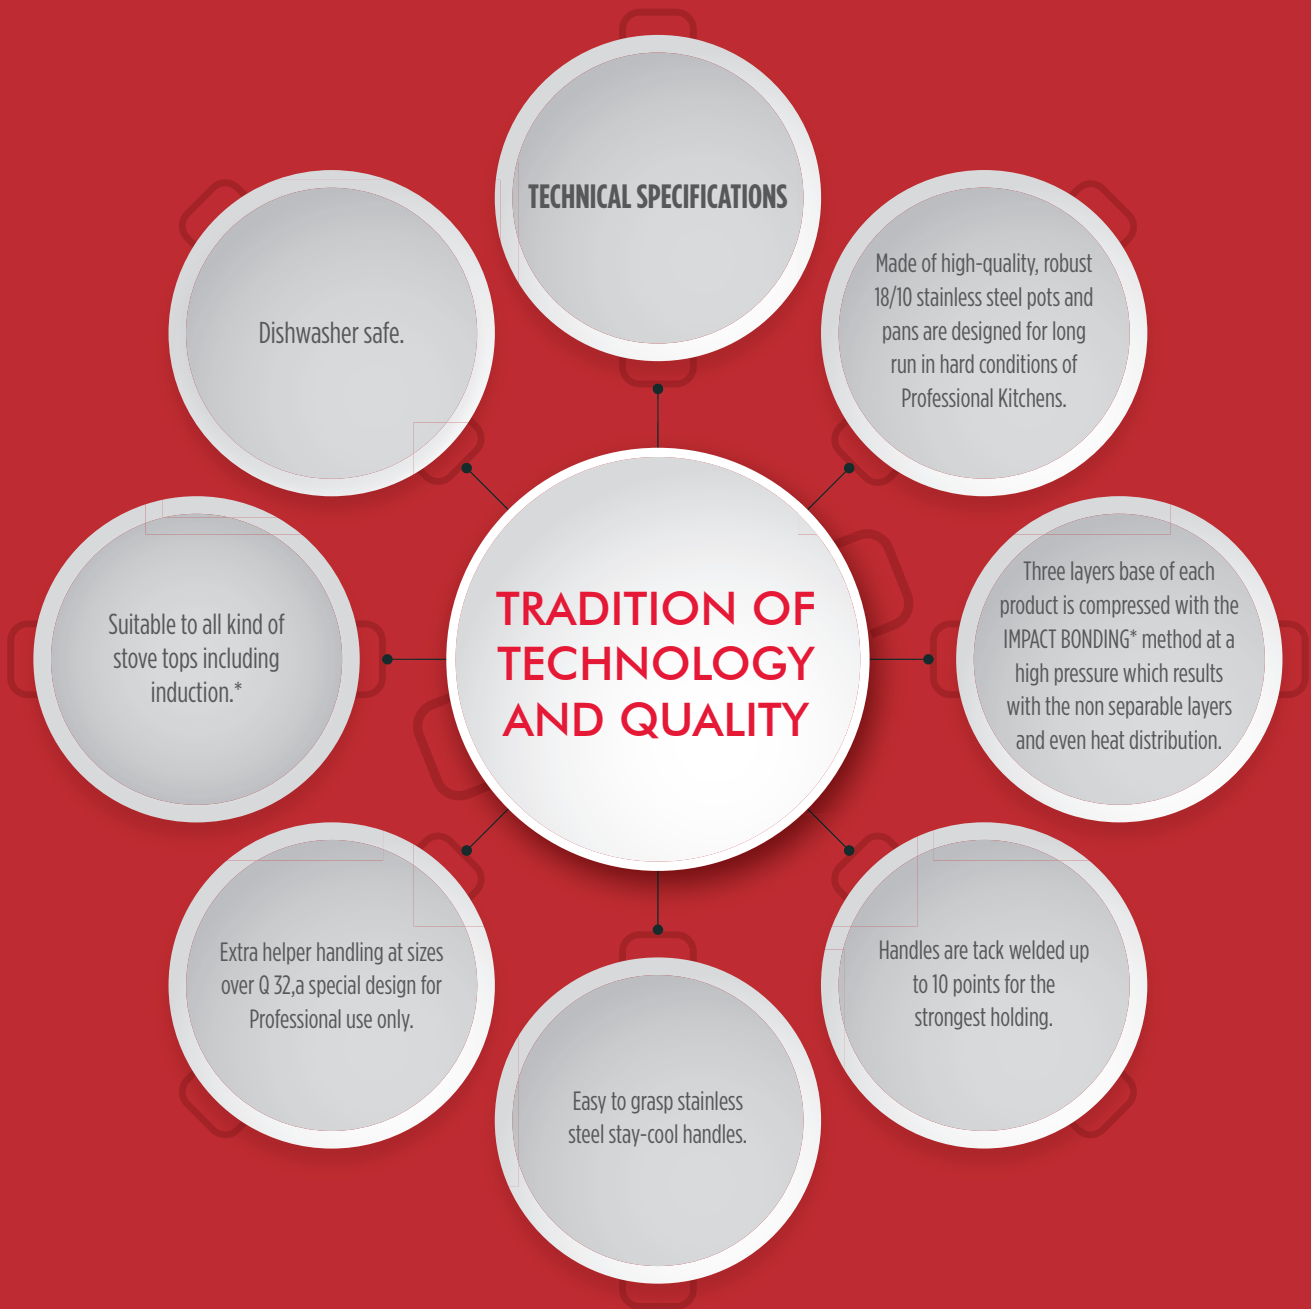 TECHNICAL SPECIFICATIONS
Made of high-quality, robust
18/10 stainless steel pots and
pans are designed for long
run in hard conditions of
Professional Kitchens.
Three layers base of each
product is compressed with the
IMPACT BONDING* method at a
high pressure which results
with the non separable layers
and even heat distribution.
Handles are tack welded up
to 10 points for the
strongest holding.
Easy to grasp stainless
steel stay-cool handles.
Extra helper handling at sizes
over Q 32,a special design for
Professional use only.
Suitable to all kind of
stove tops including
induction.*
Dishwasher safe.
TRADITION OF
TECHNOLOGY
AND QUALITY